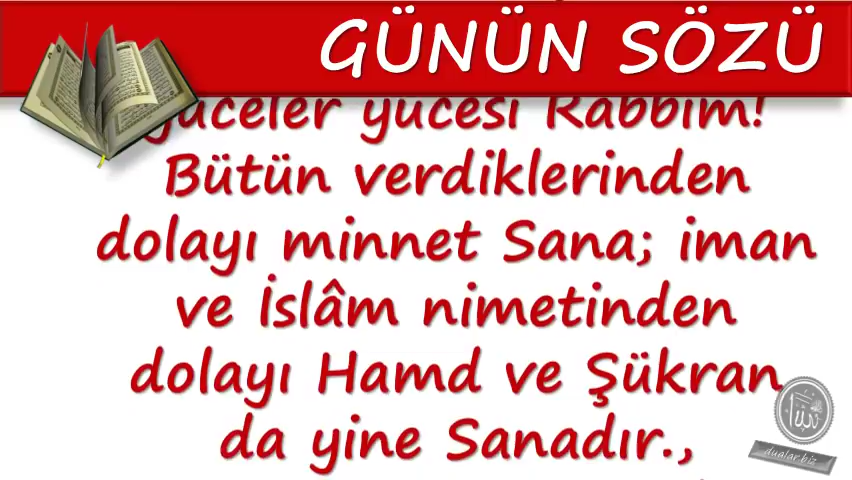 GÜNÜN SÖZÜ
yüceler yücesi Rabbim!
Bütün verdiklerinden
dolayı minnet Sana; iman
ve İslâm nimetinden
dolayı Hamd ve Şükran
da yine Sanadır.,
dualar.biz